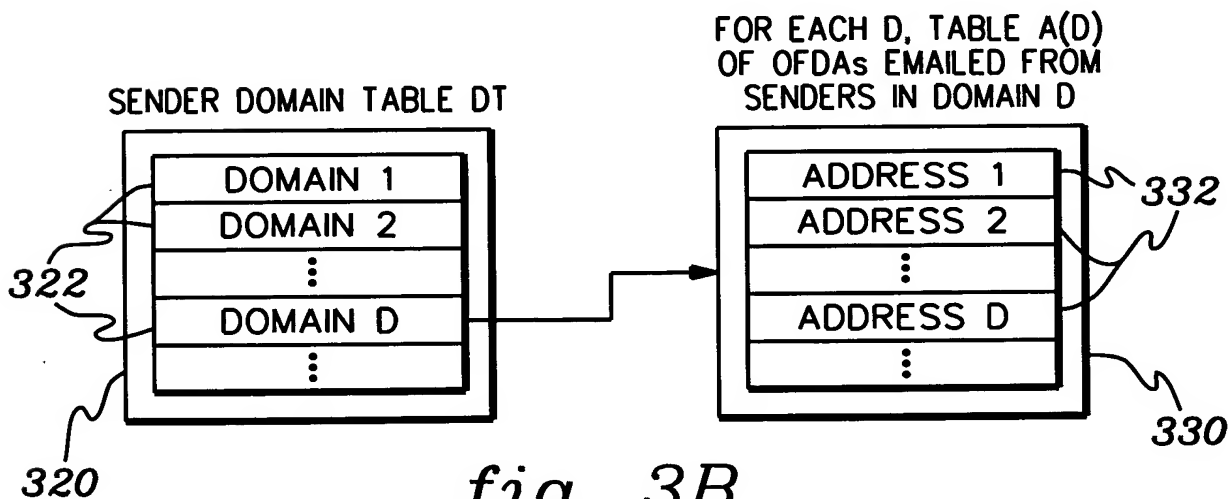 SENDER DOMAIN TABLE DT
DOMAIN 1
DOMAIN 2
⋮
DOMAIN D
⋮
322
320
FOR EACH D, TABLE A(D)
OF OFDAs EMAILED FROM
SENDERS IN DOMAIN D
ADDRESS 1
ADDRESS 2
⋮
ADDRESS D
⋮
332
330
fig. 3B